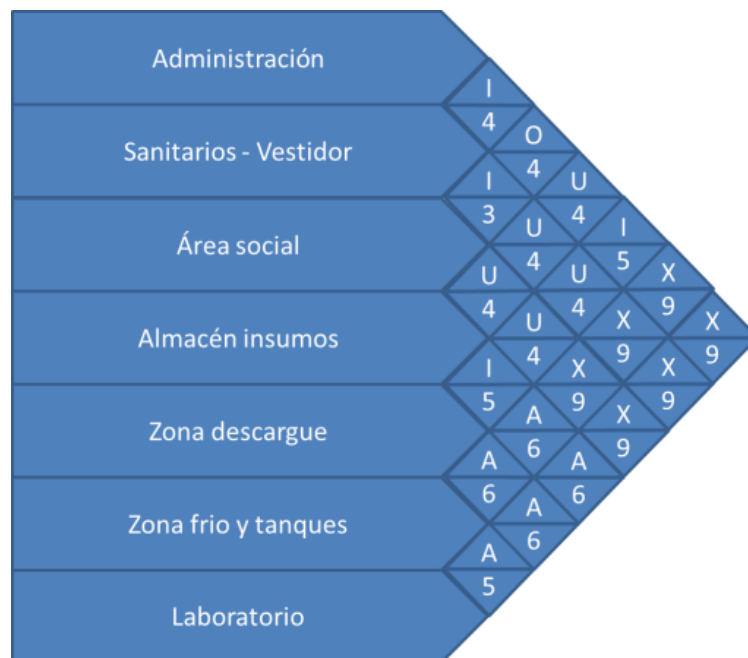 Administración
I
4
O
Sanitarios - Vestidor
4
I U
3 4
U I
Área social
4 5
U U X
4 4 9
U X X
Almacén insumos
4 9 9
I X X
5 9 9
A X
Zona descargue
6 9
A A
6 6
A
Zona frio y tanques
6
A
5
Laboratorio